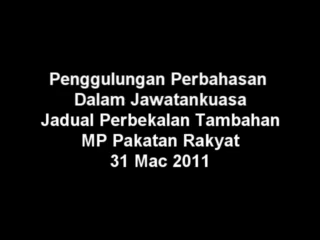 Penggulungan Perbahasan
Dalam Jawatankuasa
Jadual Perbekalan Tambahan
MP Pakatan Rakyat
31 Mac 2011